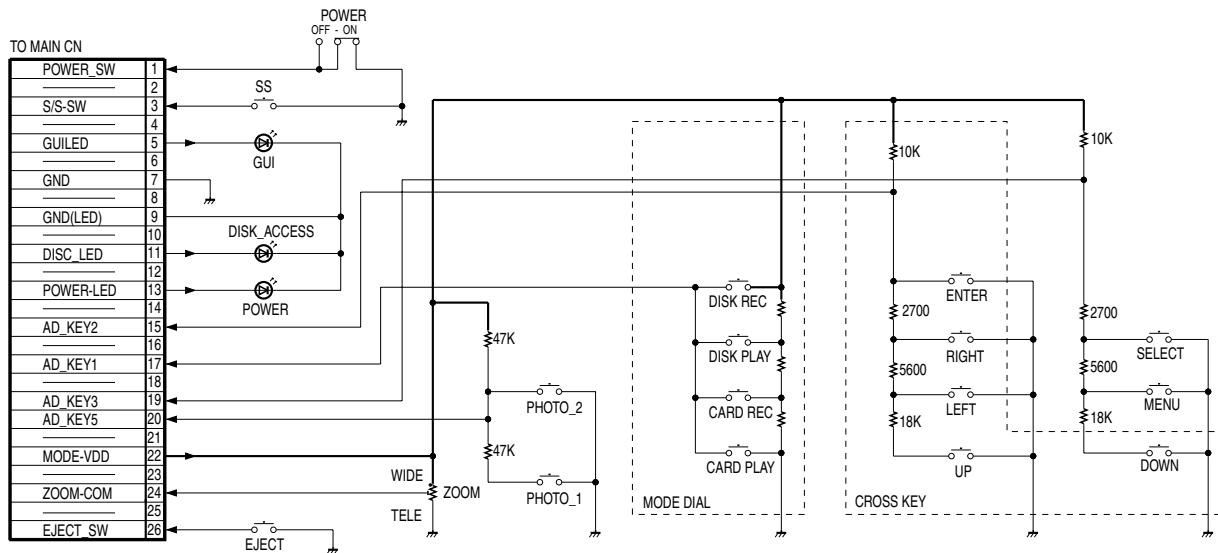 POWER
OFF - ON
TO MAIN CN
POWER_SW 1
2
S/S-SW 3
4
GUILED 5
6
GND 7
8
GND(LED) 9
10
DISC_LED 11
12
POWER-LED 13
14
AD_KEY2 15
16
AD_KEY1 17
18
AD_KEY3 19
AD_KEY5 20
21
MODE-VDD 22
23
ZOOM-COM 24
25
EJECT_SW 26
SS
GUI
DISK_ACCESS
POWER
EJECT
47K
47K
PHOTO_2
PHOTO_1
WIDE
ZOOM
TELE
DISK REC
DISK PLAY
CARD REC
CARD PLAY
MODE DIAL
10K
2700
5600
18K
ENTER
RIGHT
LEFT
UP
CROSS KEY
10K
2700
5600
18K
SELECT
MENU
DOWN